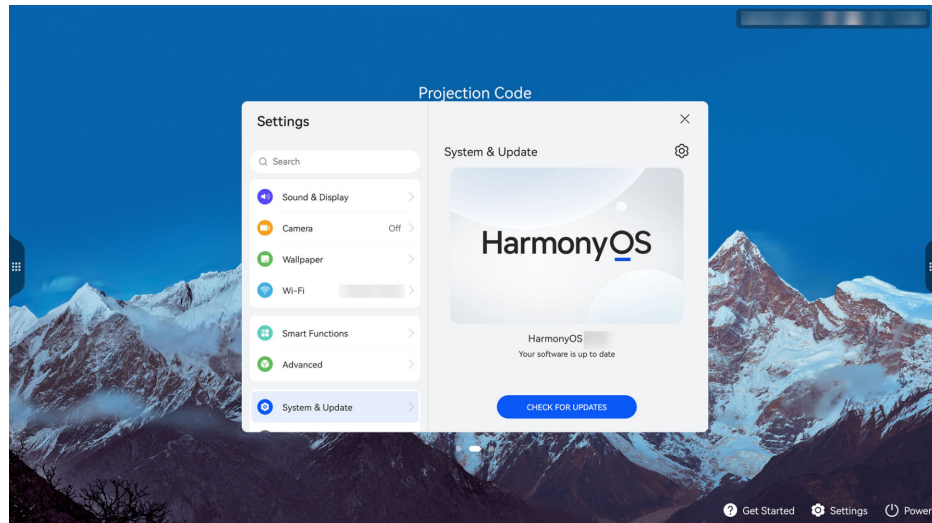 Projection Code
Settings
Search
Sound & Display
Camera Off
Wallpaper
Wi-Fi
Smart Functions
Advanced
System & Update
System & Update
HarmonyOS
HarmonyOS
Your software is up to date
CHECK FOR UPDATES
Get Started Settings Power